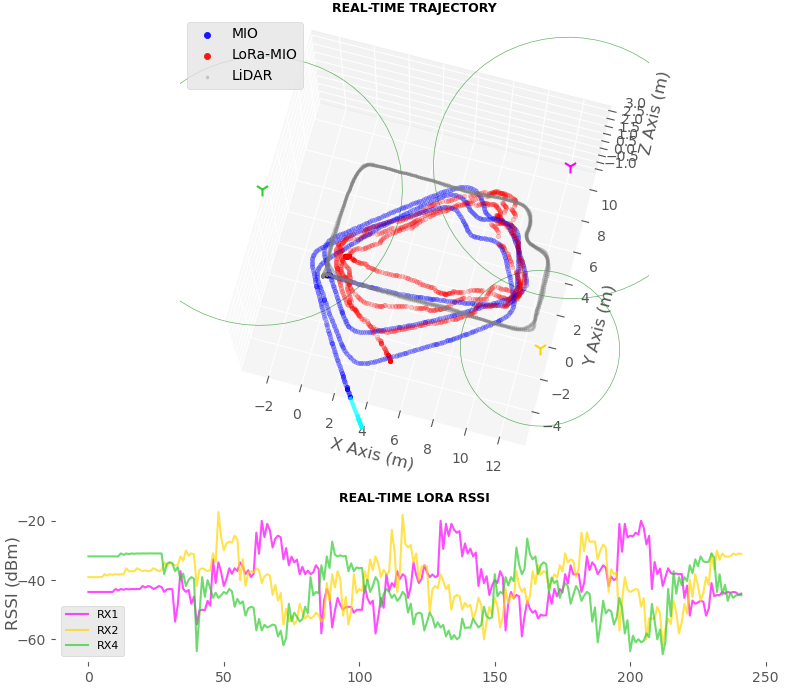 REAL-TIME TRAJECTORY
MIO
LoRa-MIO
LiDAR
3.0
2.5
2.0
1.5
1.0
0.5
0.0
−0.5
−1.0
Z Axis (m)
10
8
6
4
2
0
−2
−4
Y Axis (m)
−2
0
2
4
6
8
10
12
X Axis (m)
REAL-TIME LORA RSSI
−20
−40
−60
RSSI (dBm)
RX1
RX2
RX4
0
50
100
150
200
250